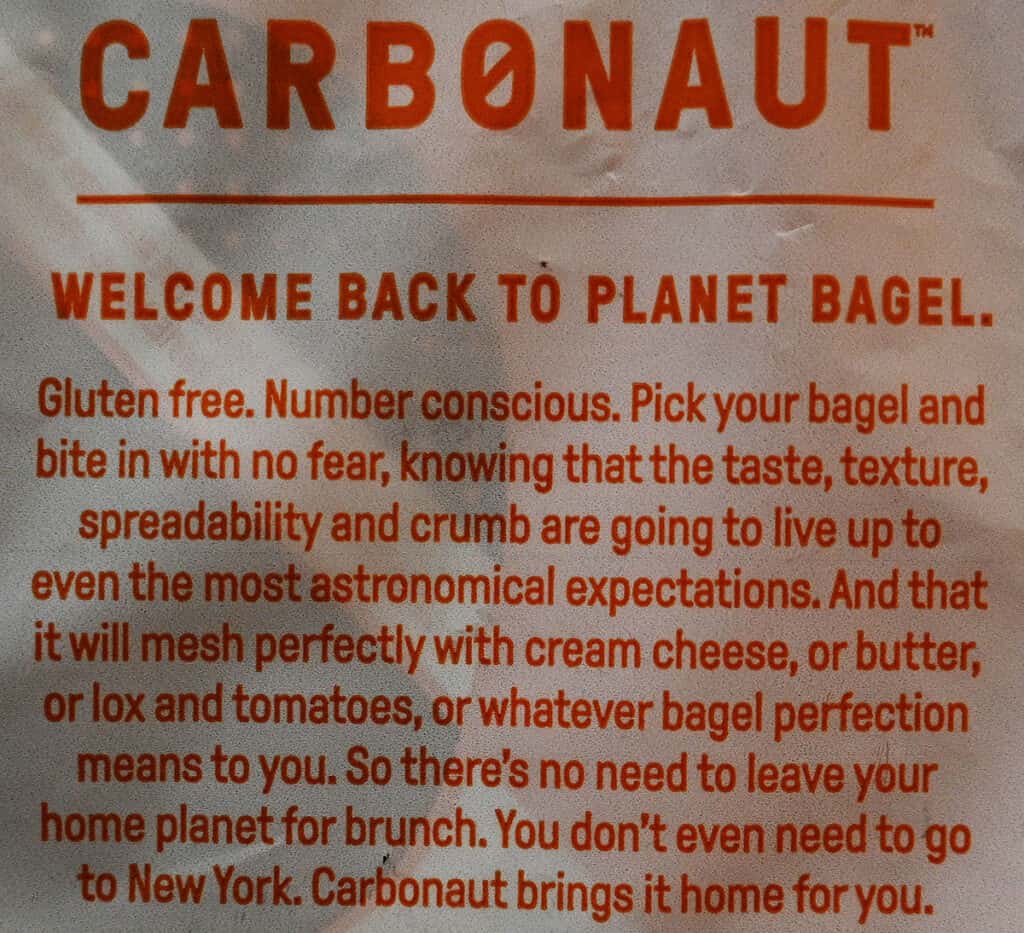 CARBONAUT™
WELCOME BACK TO PLANET BAGEL.
Gluten free. Number conscious. Pick your bagel and
bite in with no fear, knowing that the taste, texture,
spreadability and crumb are going to live up to
even the most astronomical expectations. And that
it will mesh perfectly with cream cheese, or butter,
or lox and tomatoes, or whatever bagel perfection
means to you. So there's no need to leave your
home planet for brunch. You don't even need to go
to New York. Carbonaut brings it home for you.